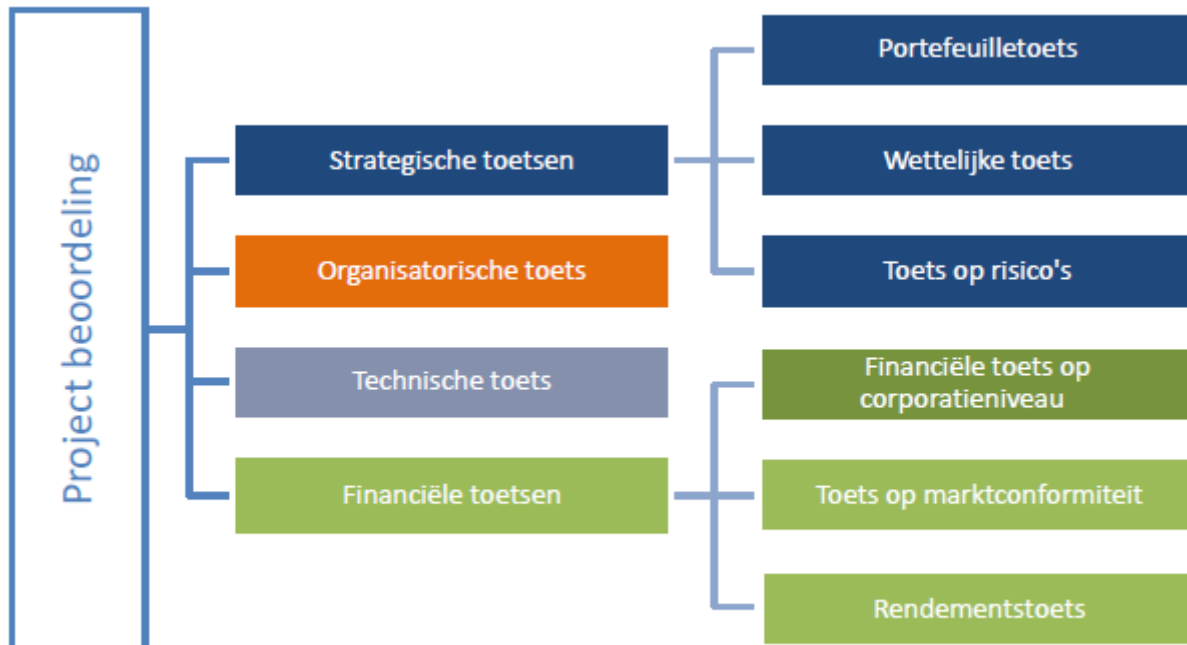 Project beoordeling
Strategische toetsen
Organisatorische toets
Technische toets
Financiële toetsen
Portefeuilletoets
Wettelijke toets
Toets op risico's
Financiële toets op
corporatieniveau
Toets op marktconformiteit
Rendementstoets